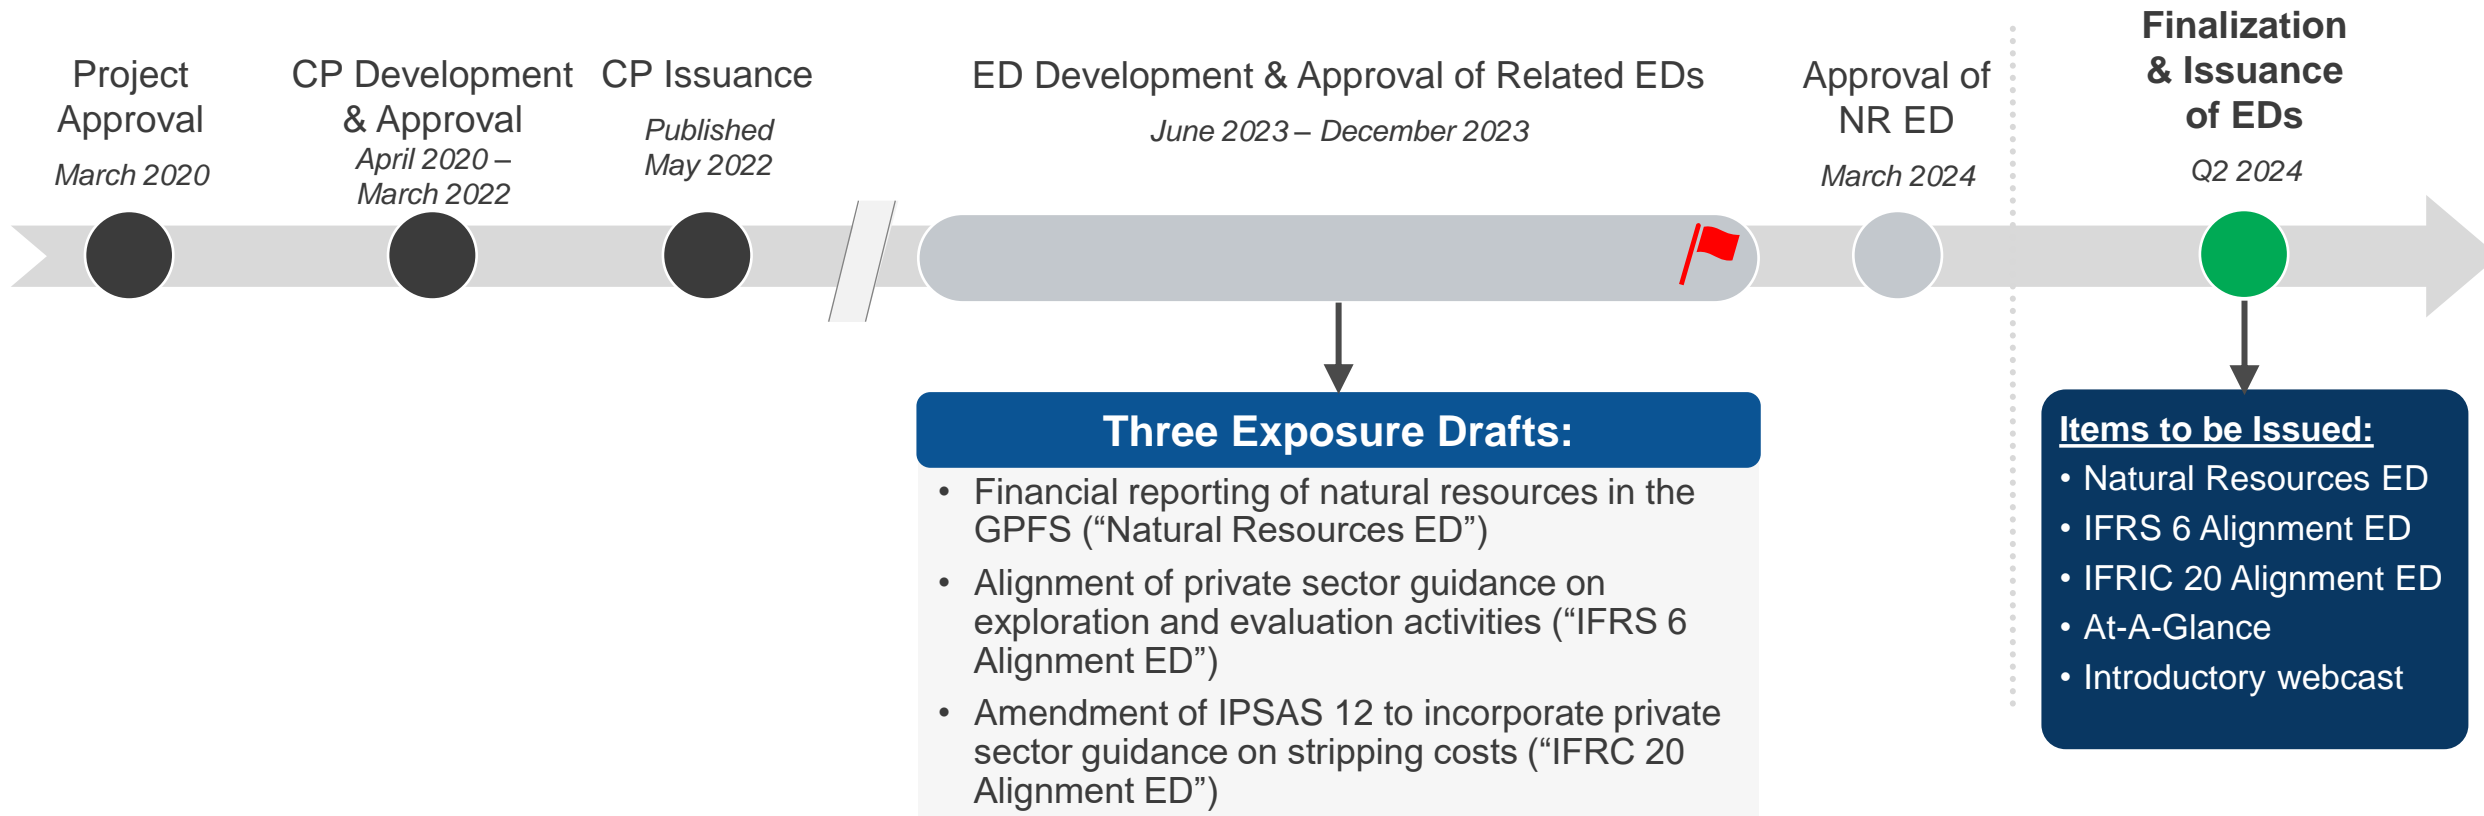 Project
Approval
March 2020
CP Development
& Approval
April 2020 –
March 2022
CP Issuance
Published
May 2022
ED Development & Approval of Related EDs
June 2023 – December 2023
Approval of
NR ED
March 2024
Finalization
& Issuance
of EDs
Q2 2024
Three Exposure Drafts:
• Financial reporting of natural resources in the
GPFS (“Natural Resources ED”)
• Alignment of private sector guidance on
exploration and evaluation activities (“IFRS 6
Alignment ED”)
• Amendment of IPSAS 12 to incorporate private
sector guidance on stripping costs (“IFRC 20
Alignment ED”)
Items to be Issued:
• Natural Resources ED
• IFRS 6 Alignment ED
• IFRIC 20 Alignment ED
• At-A-Glance
• Introductory webcast